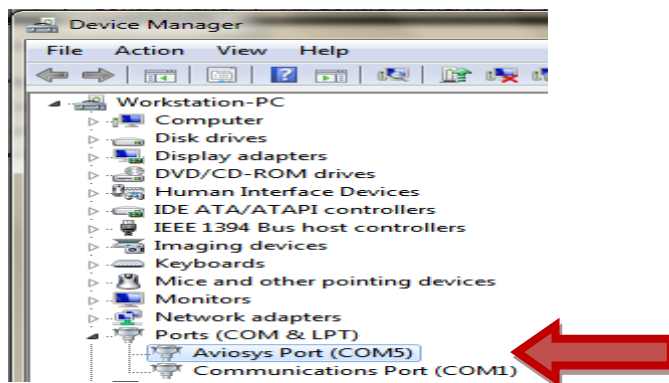 Device Manager
File Action View Help
Workstation-PC
Computer
Disk drives
Display adapters
DVD/CD-ROM drives
Human Interface Devices
IDE ATA/ATAPI controllers
IEEE 1394 Bus host controllers
Imaging devices
Keyboards
Mice and other pointing devices
Monitors
Network adapters
Ports (COM & LPT)
Aviosys Port (COM5)
Communications Port (COM1)